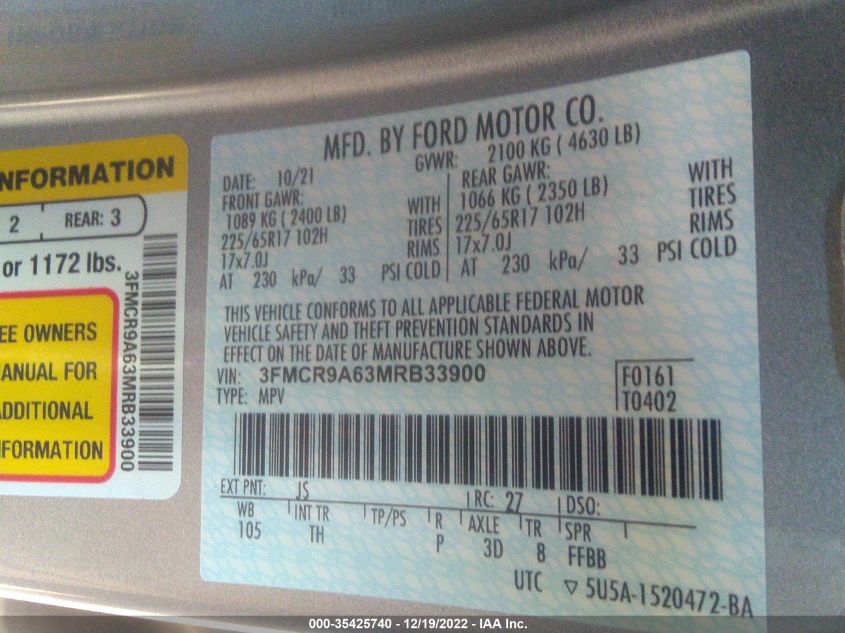 MFD. BY FORD MOTOR CO.
GVWR: 2100 KG ( 4630 LB)
DATE: 10/21
FRONT GAWR:
1089 KG ( 2400 LB) WITH
225/65R17 102H TIRES
17x7.0J RIMS
AT 230 kPa/ 33 PSI COLD
REAR GAWR: WITH
1066 KG ( 2350 LB) TIRES
225/65R17 102H RIMS
17x7.0J
AT 230 kPa/ 33 PSI COLD
THIS VEHICLE CONFORMS TO ALL APPLICABLE FEDERAL MOTOR
VEHICLE SAFETY AND THEFT PREVENTION STANDARDS IN
EFFECT ON THE DATE OF MANUFACTURE SHOWN ABOVE.
VIN: 3FMCR9A63MRB33900
TYPE: MPV
F0161
T0402
EXT PNT: JS RC: 27 DSO:
WB INT TR TP/PS R AXLE TR SPR
105 TH P 3D 8 FFBB
UTC ▽ 5U5A-1520472-BA
NFORMATION
2 REAR: 3
or 1172 lbs.
EE OWNERS
ANUAL FOR
ADDITIONAL
NFORMATION
3FMCR9A63MRB33900
000-35425740 - 12/19/2022 - IAA Inc.